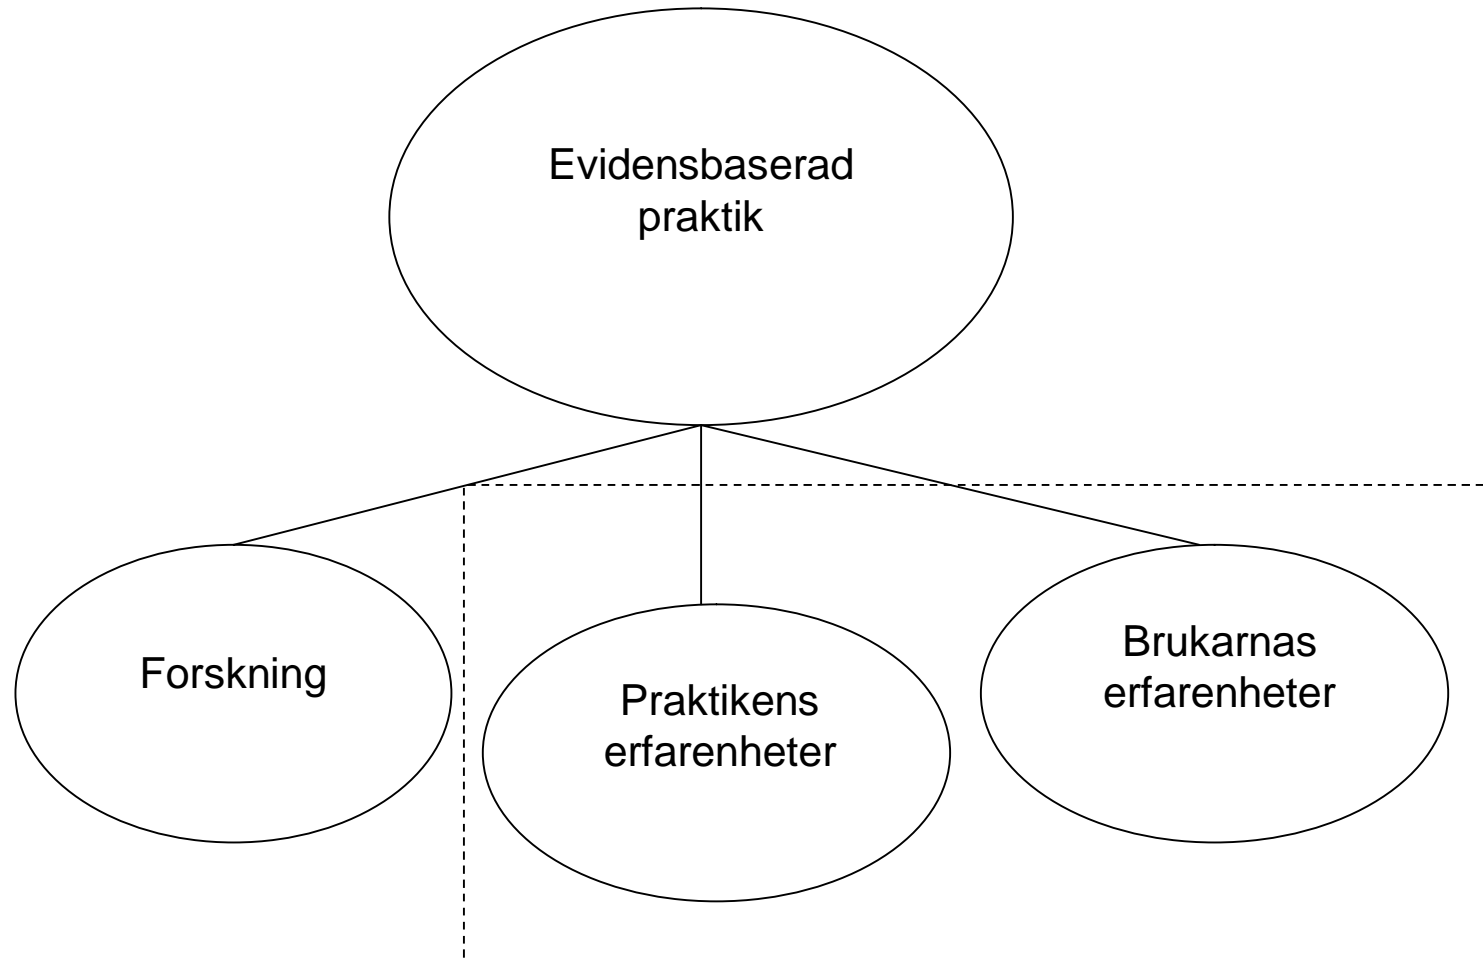 Evidensbaserad
praktik
Forskning
Praktikens
erfarenheter
Brukarnas
erfarenheter